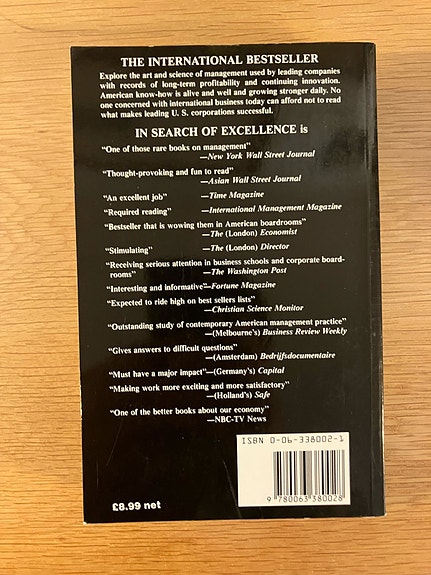 THE INTERNATIONAL BESTSELLER
Explore the art and science of management used by leading companies
with records of long-term profitability and continuing innovation.
American know-how is alive and well and growing stronger daily. No
one concerned with international business today can afford not to read
what makes leading U. S. corporations successful.
IN SEARCH OF EXCELLENCE is
“One of those rare books on management”
—New York Wall Street Journal
“Thought-provoking and fun to read”
—Asian Wall Street Journal
“An excellent job” —Time Magazine
“Required reading” —International Management Magazine
“Bestseller that is wowing them in American boardrooms”
—The (London) Economist
“Stimulating” —The (London) Director
“Receiving serious attention in business schools and corporate board-
rooms” —The Washington Post
“Interesting and informative”—Fortune Magazine
“Expected to ride high on best sellers lists”
—Christian Science Monitor
“Outstanding study of contemporary American management practice”
—(Melbourne’s) Business Review Weekly
“Gives answers to difficult questions”
—(Amsterdam) Bedrijfsdocumentaire
“Must have a major impact”—(Germany’s) Capital
“Making work more exciting and more satisfactory”
—(Holland’s) Safe
“One of the better books about our economy”
—NBC-TV News
ISBN 0-06-338002-1
9 780063 380028
£8.99 net